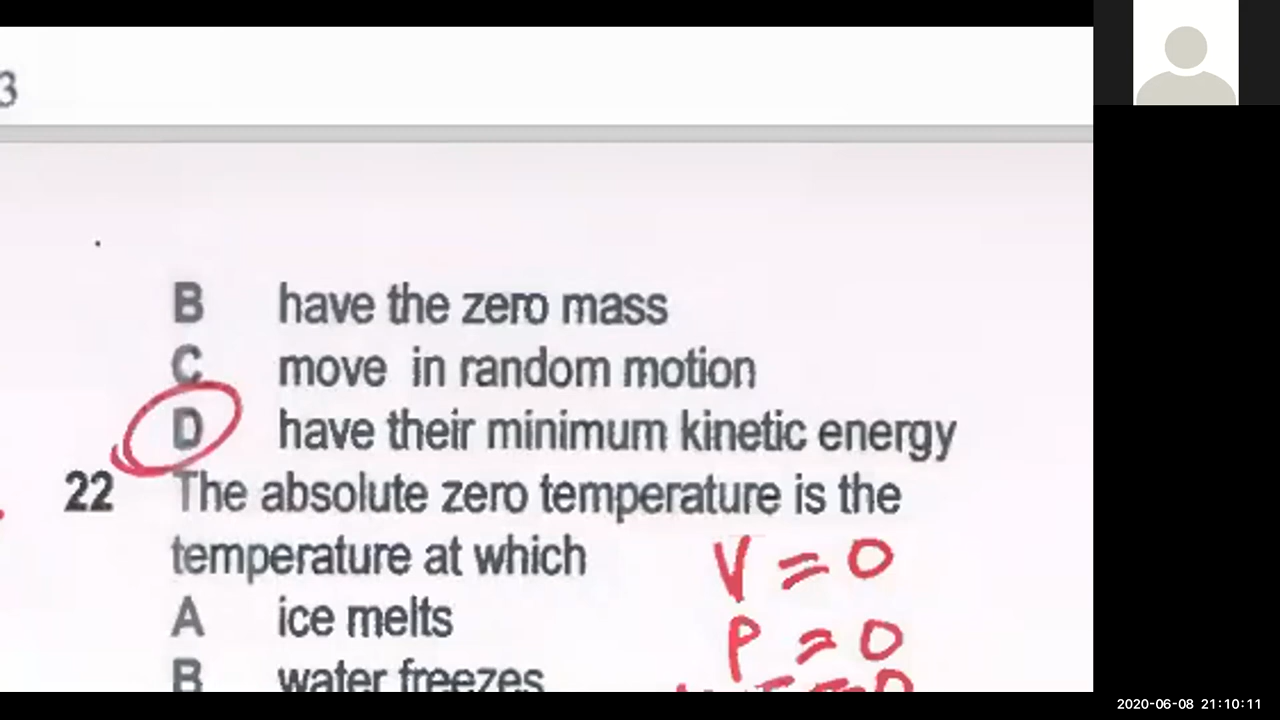 3
B have the zero mass
C move in random motion
D have their minimum kinetic energy
22 The absolute zero temperature is the
temperature at which
V = 0
A ice melts
P = 0
B water freezes
2020-06-08 21:10:11